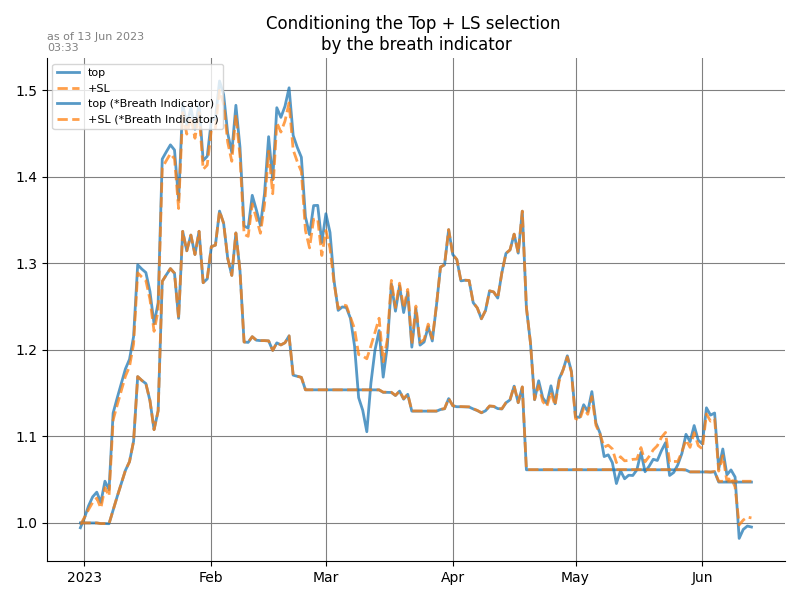 Conditioning the Top + LS selection
by the breath indicator
as of 13 Jun 2023
03:33
top
+SL
top (*Breath Indicator)
+SL (*Breath Indicator)
1.5
1.4
1.3
1.2
1.1
1.0
2023 Feb Mar Apr May Jun